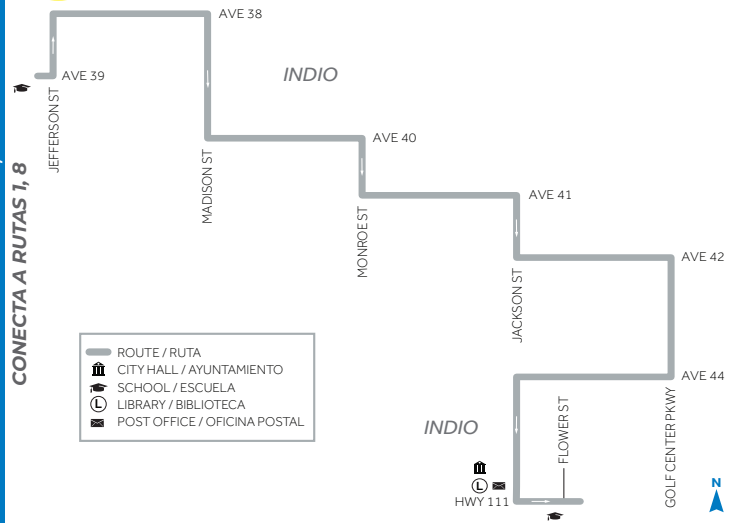 AVE 38
INDIO
AVE 39
JEFFERSON ST
MADISON ST
AVE 40
MONROE ST
AVE 41
JACKSON ST
AVE 42
CONECTA A RUTAS 1, 8
ROUTE / RUTA
CITY HALL / AYUNTAMIENTO
SCHOOL / ESCUELA
L LIBRARY / BIBLIOTECA
POST OFFICE / OFICINA POSTAL
AVE 44
GOLF CENTER PKWY
INDIO
FLOWER ST
L
HWY 111
N